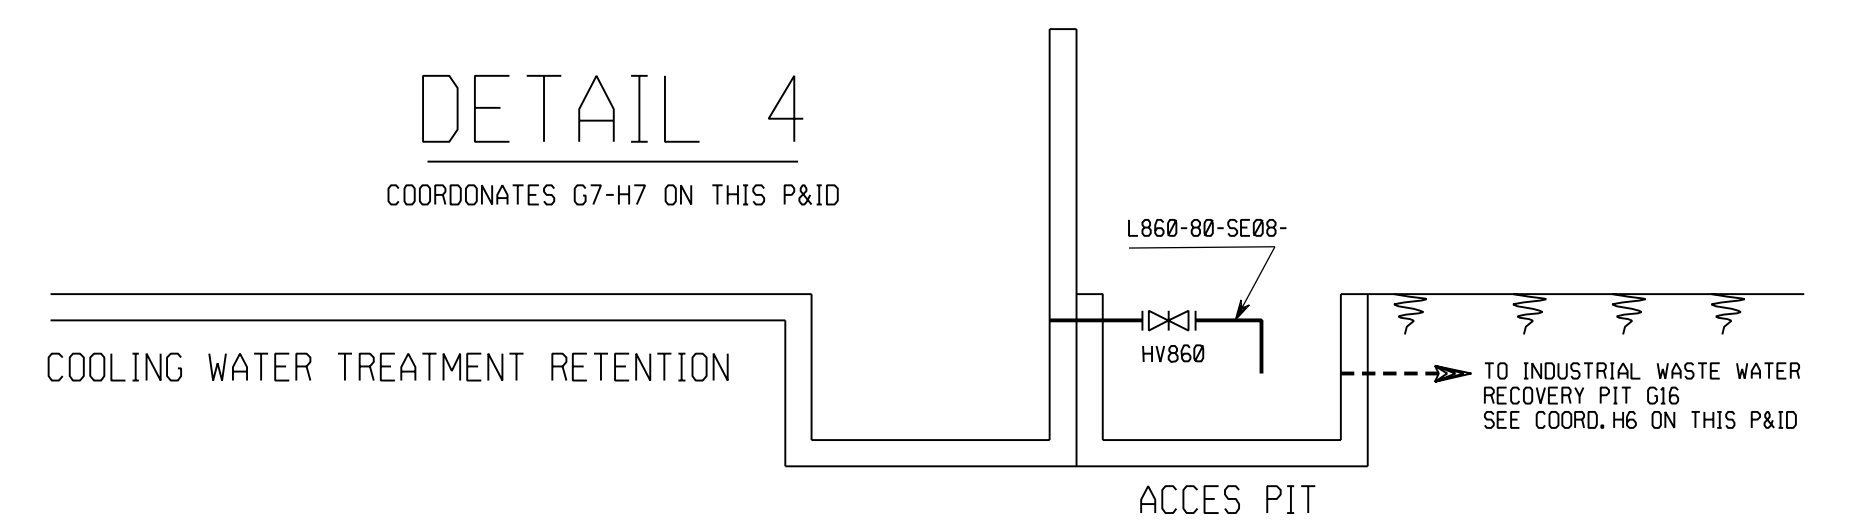 DETAIL 4
COORDONATES G7-H7 ON THIS P&ID
L860-80-SE08-
HV860
COOLING WATER TREATMENT RETENTION
TO INDUSTRIAL WASTE WATER
RECOVERY PIT G16
SEE COORD.H6 ON THIS P&ID
ACCES PIT